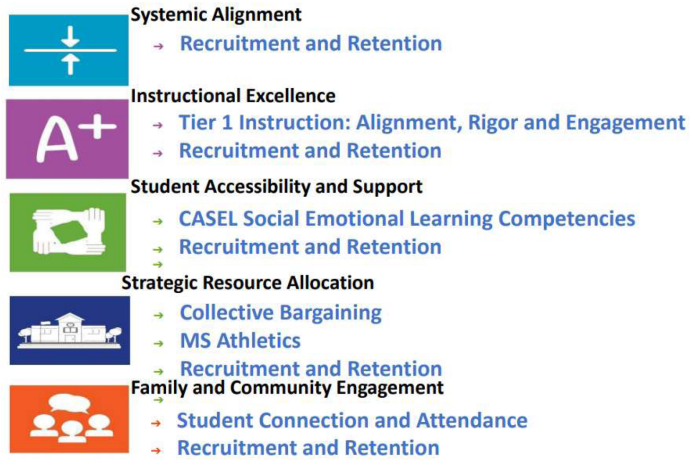 Systemic Alignment
→ Recruitment and Retention
Instructional Excellence
A+
→ Tier 1 Instruction: Alignment, Rigor and Engagement
→ Recruitment and Retention
Student Accessibility and Support
→ CASEL Social Emotional Learning Competencies
→ Recruitment and Retention
→
Strategic Resource Allocation
→ Collective Bargaining
→ MS Athletics
→ Recruitment and Retention
Family and Community Engagement
→
→ Student Connection and Attendance
→ Recruitment and Retention